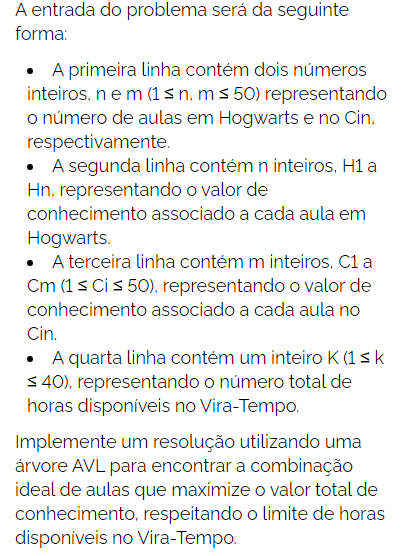 A entrada do problema será da seguinte
forma:
• A primeira linha contém dois números
inteiros, n e m (1 ≤ n, m ≤ 50) representando
o número de aulas em Hogwarts e no Cin,
respectivamente.
• A segunda linha contém n inteiros, H1 a
Hn, representando o valor de
conhecimento associado a cada aula em
Hogwarts.
• A terceira linha contém m inteiros, C1 a
Cm (1 ≤ Ci ≤ 50), representando o valor de
conhecimento associado a cada aula no
Cin.
• A quarta linha contém um inteiro K (1 ≤ k
≤ 40), representando o número total de
horas disponíveis no Vira-Tempo.
Implemente um resolução utilizando uma
árvore AVL para encontrar a combinação
ideal de aulas que maximize o valor total de
conhecimento, respeitando o limite de horas
disponíveis no Vira-Tempo.